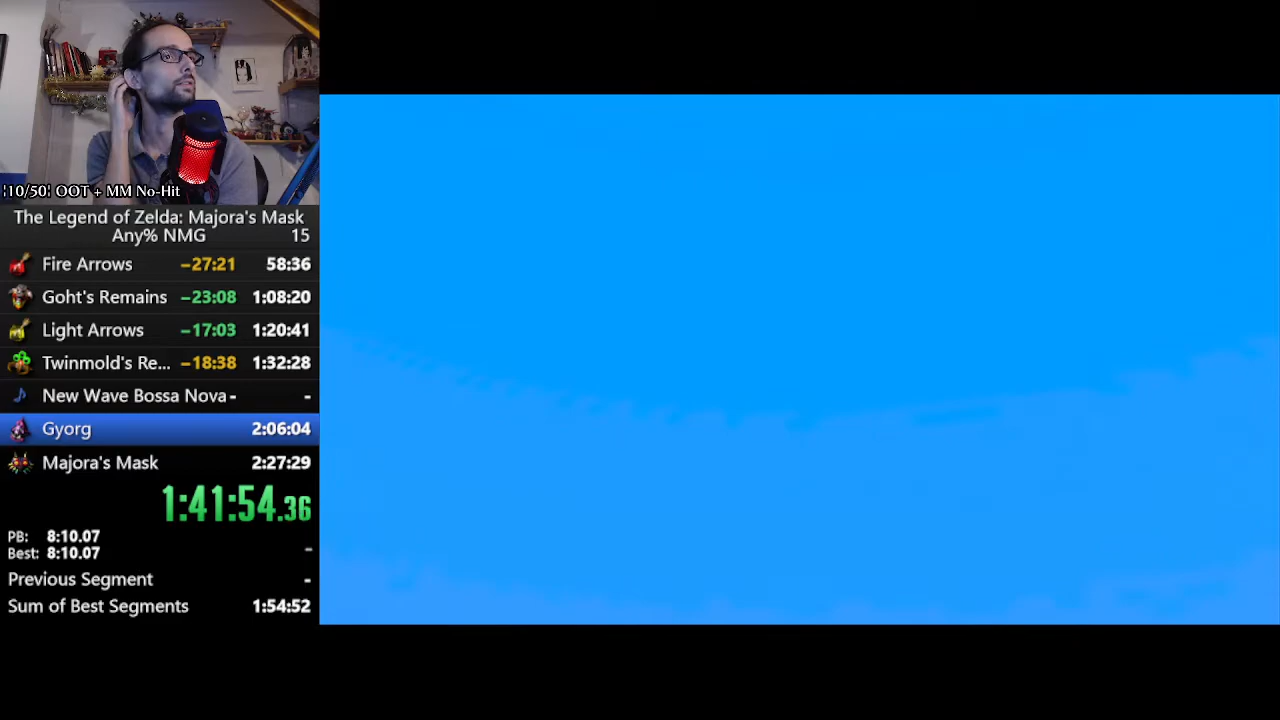 ¦10/50¦ OOT + MM No-Hit
The Legend of Zelda: Majora's Mask
Any% NMG 15
Fire Arrows −27:21 58:36
Goht's Remains −23:08 1:08:20
Light Arrows −17:03 1:20:41
Twinmold's Re... −18:38 1:32:28
New Wave Bossa Nova - -
Gyorg 2:06:04
Majora's Mask 2:27:29
1:41:54.36
PB: 8:10.07
Best: 8:10.07 -
Previous Segment -
Sum of Best Segments 1:54:52